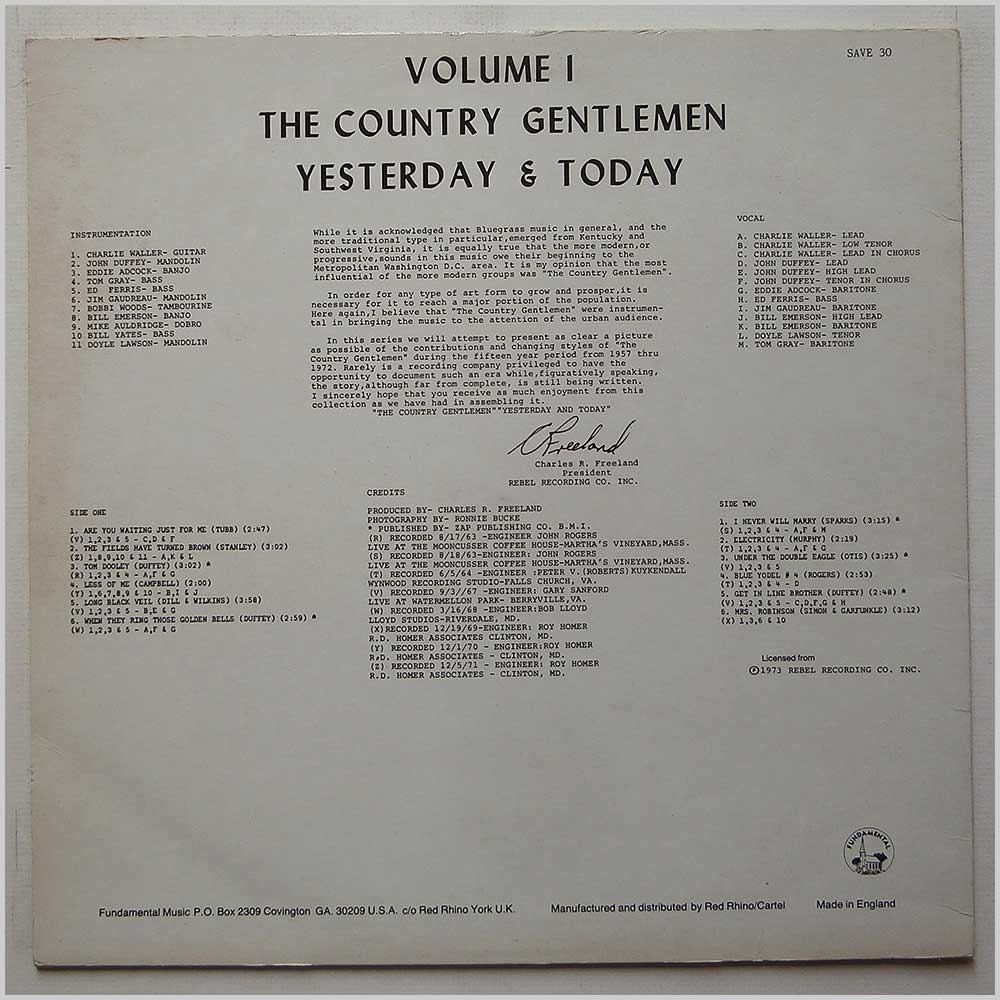 SAVE 30
VOLUME I
THE COUNTRY GENTLEMEN
YESTERDAY & TODAY
INSTRUMENTATION
1. CHARLIE WALLER- GUITAR
2. JOHN DUFFEY- MANDOLIN
3. EDDIE ADCOCK- BANJO
4. TOM GRAY- BASS
5. ED FERRIS- BASS
6. JIM GAUDREAU- MANDOLIN
7. BOBBI WOODS- TAMBOURINE
8. BILL EMERSON- BANJO
9. MIKE AULDRIDGE- DOBRO
10 BILL YATES- BASS
11 DOYLE LAWSON- MANDOLIN
While it is acknowledged that Bluegrass music in general, and the
more traditional type in particular,emerged from Kentucky and
Southwest Virginia, it is equally true that the more modern,or
progressive,sounds in this music owe their beginning to the
Metropolitan Washington D.C. area. It is my opinion that the most
influential of the more modern groups was "The Country Gentlemen".
In order for any type of art form to grow and prosper,it is
necessary for it to reach a major portion of the population.
Here again,I believe that "The Country Gentlemen" were instrumen-
tal in bringing the music to the attention of the urban audience.
In this series we will attempt to present as clear a picture
as possible of the contributions and changing styles of "The
Country Gentlemen" during the fifteen year period from 1957 thru
1972. Rarely is a recording company privileged to have the
opportunity to document such an era while,figuratively speaking,
the story,although far from complete, is still being written.
I sincerely hope that you receive as much enjoyment from this
collection as we have had in assembling it.
"THE COUNTRY GENTLEMEN""YESTERDAY AND TODAY"
C Freeland
Charles R. Freeland
President
REBEL RECORDING CO. INC.
VOCAL
A. CHARLIE WALLER- LEAD
B. CHARLIE WALLER- LOW TENOR
C. CHARLIE WALLER- LEAD IN CHORUS
D. JOHN DUFFEY- LEAD
E. JOHN DUFFEY- HIGH LEAD
F. JOHN DUFFEY- TENOR IN CHORUS
G. EDDIE ADCOCK- BARITONE
H. ED FERRIS- BASS
I. JIM GAUDREAU- BARITONE
J. BILL EMERSON- HIGH LEAD
K. BILL EMERSON- BARITONE
L. DOYLE LAWSON- TENOR
M. TOM GRAY- BARITONE
SIDE ONE
1. ARE YOU WAITING JUST FOR ME (TUBB) (2:47)
(V) 1,2,3 & 5 - C,D & F
2. THE FIELDS HAVE TURNED BROWN (STANLEY) (3:02)
(Z) 1,8,9,10 & 11 - A,K & L
3. TOM DOOLEY (DUFFEY) (3:02) *
(R) 1,2,3 & 4 - A,F & G
4. LESS OF ME (CAMPBELL) (2:00)
(Y) 1,6,7,8,9 & 10 - B,I & J
5. LONG BLACK VEIL (DILL & WILKINS) (3:58)
(V) 1,2,3 & 5 - B,E & G
6. WHEN THEY RING THOSE GOLDEN BELLS (DUFFEY) (2:59) *
(W) 1,2,3 & 5 - A,F & G
CREDITS
PRODUCED BY- CHARLES R. FREELAND
PHOTOGRAPHY BY- RONNIE BUCKE
* PUBLISHED BY- ZAP PUBLISHING CO. B.M.I.
(R) RECORDED 8/17/63 -ENGINEER JOHN ROGERS
LIVE AT THE MOONCUSSER COFFEE HOUSE-MARTHA'S VINEYARD,MASS.
(S) RECORDED 8/18/63-ENGINEER: JOHN ROGERS
LIVE AT THE MOONCUSSER COFFEE HOUSE-MARTHA'S VINEYARD,MASS.
(T) RECORDED 6/5/64 -ENGINEER :PETER V.(ROBERTS) KUYKENDALL
WYNWOOD RECORDING STUDIO-FALLS CHURCH, VA.
(V) RECORDED 9/3//67 -ENGINEER: GARY SANFORD
LIVE AT WATERMELLON PARK- BERRYVILLE,VA.
(W) RECORDED 3/16/68 -ENGINEER:BOB LLOYD
LLOYD STUDIOS-RIVERDALE, MD.
(X)RECORDED 12/19/69-ENGINEER: ROY HOMER
R.D. HOMER ASSOCIATES CLINTON, MD.
(Y) RECORDED 12/1/70 - ENGINEER:ROY HOMER
R.D. HOMER ASSOCIATES - CLINTON, MD.
(Z) RECORDED 12/5/71 - ENGINEER: ROY HOMER
R.D. HOMER ASSOCIATES - CLINTON, MD.
SIDE TWO
1. I NEVER WILL MARRY (SPARKS) (3:15) *
(S) 1,2,3 & 4 - A,F & M
2. ELECTRICITY (MURPHY) (2:19)
(T) 1,2,3 & 4 - A,F & G
3. UNDER THE DOUBLE EAGLE (OTIS) (3:25) *
(V) 1,2,3 & 5
4. BLUE YODEL # 4 (ROGERS) (2:53)
(T) 1,2,3 & 4 - D
5. GET IN LINE BROTHER (DUFFEY) (2:48) *
(V) 1,2,3 & 5 - C,D,F,G & H
6. MRS. ROBINSON (SIMON & GARFUNKLE) (3:12)
(X) 1,3,6 & 10
Licensed from
Ⓟ1973 REBEL RECORDING CO. INC.
FUNDAMENTAL
Fundamental Music P.O. Box 2309 Covington GA. 30209 U.S.A. c/o Red Rhino York U.K. Manufactured and distributed by Red Rhino/Cartel Made in England